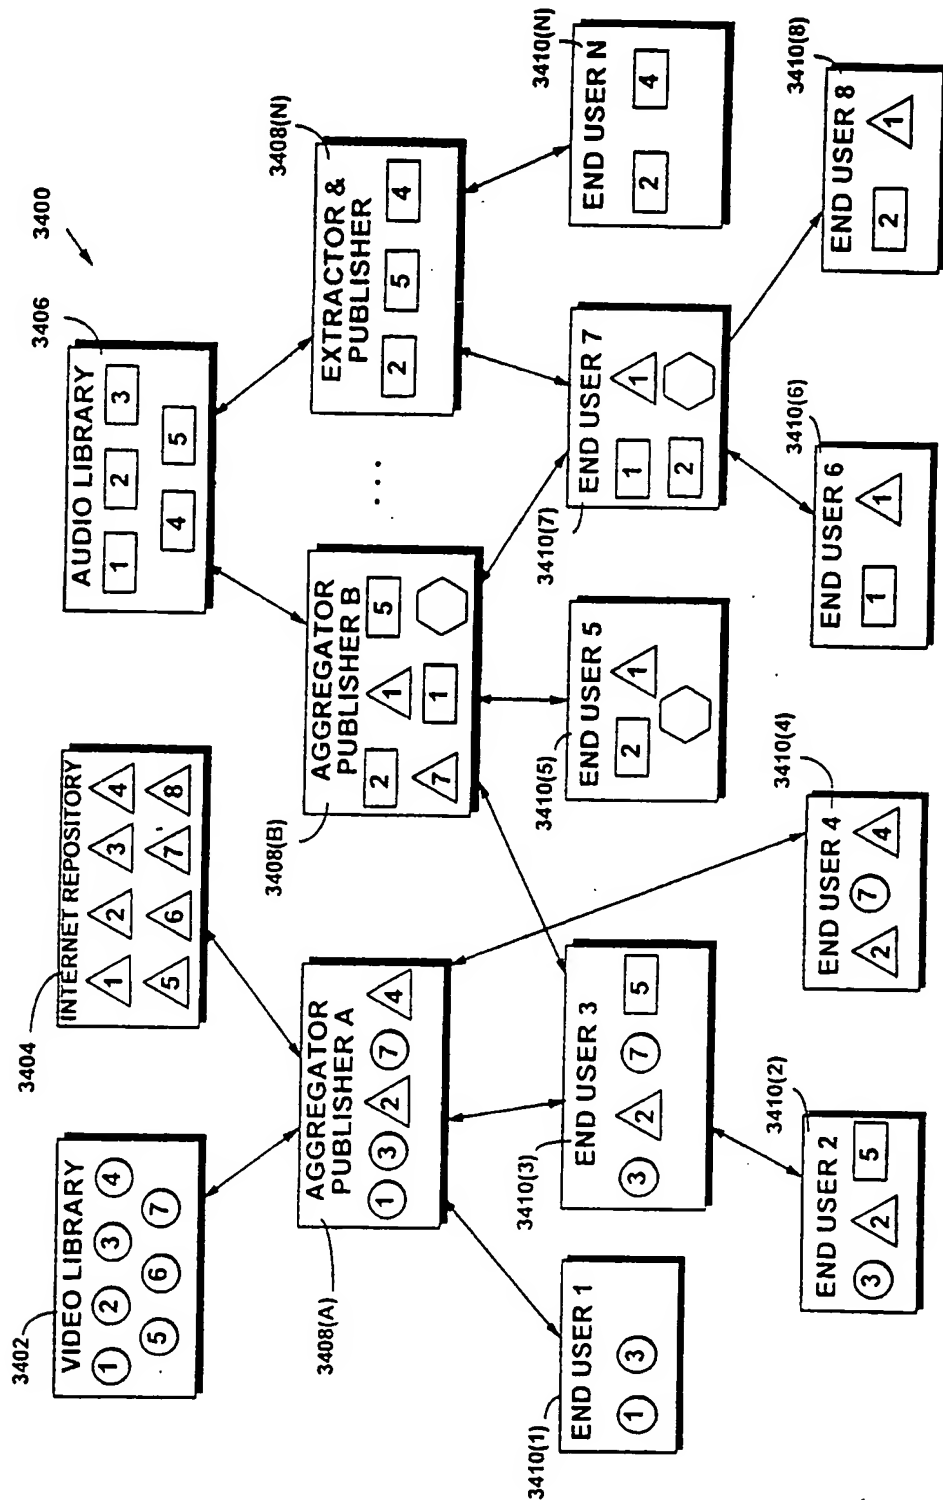 3400
3402
VIDEO LIBRARY
1 2 3 4
5 6 7
3404
INTERNET REPOSITORY
1 2 3 4
5 6 7 8
3406
AUDIO LIBRARY
1 2 3
4 5
3408(A)
AGGREGATOR
PUBLISHER A
1 3 2 7 4
3408(B)
AGGREGATOR
PUBLISHER B
2 1 5
7 1
...
3408(N)
EXTRACTOR &
PUBLISHER
2 5 4
3410(1)
END USER 1
1 3
3410(3)
END USER 3
3 2 7 5
3410(5)
END USER 5
2 1
3410(7)
END USER 7
1 1
2
3410(N)
END USER N
2 4
3410(2)
END USER 2
3 2 5
3410(4)
END USER 4
2 7 4
3410(6)
END USER 6
1 1
3410(8)
END USER 8
2 1